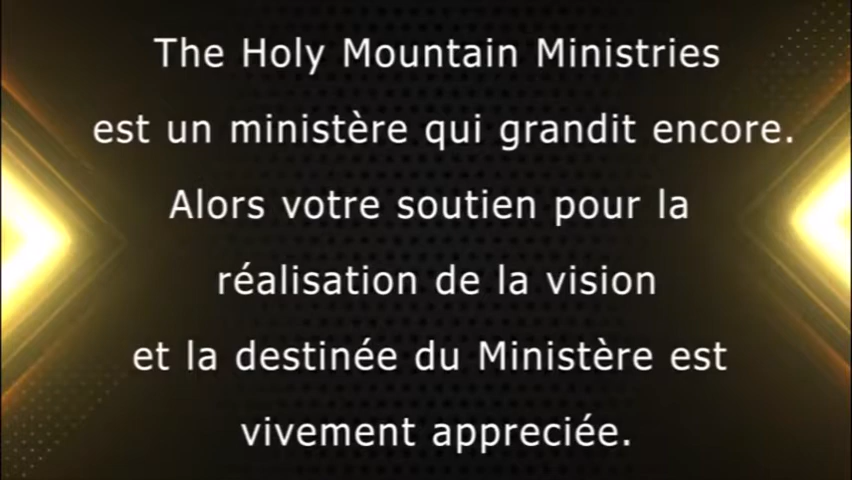 The Holy Mountain Ministries
est un ministère qui grandit encore.
Alors votre soutien pour la
réalisation de la vision
et la destinée du Ministère est
vivement appreciée.